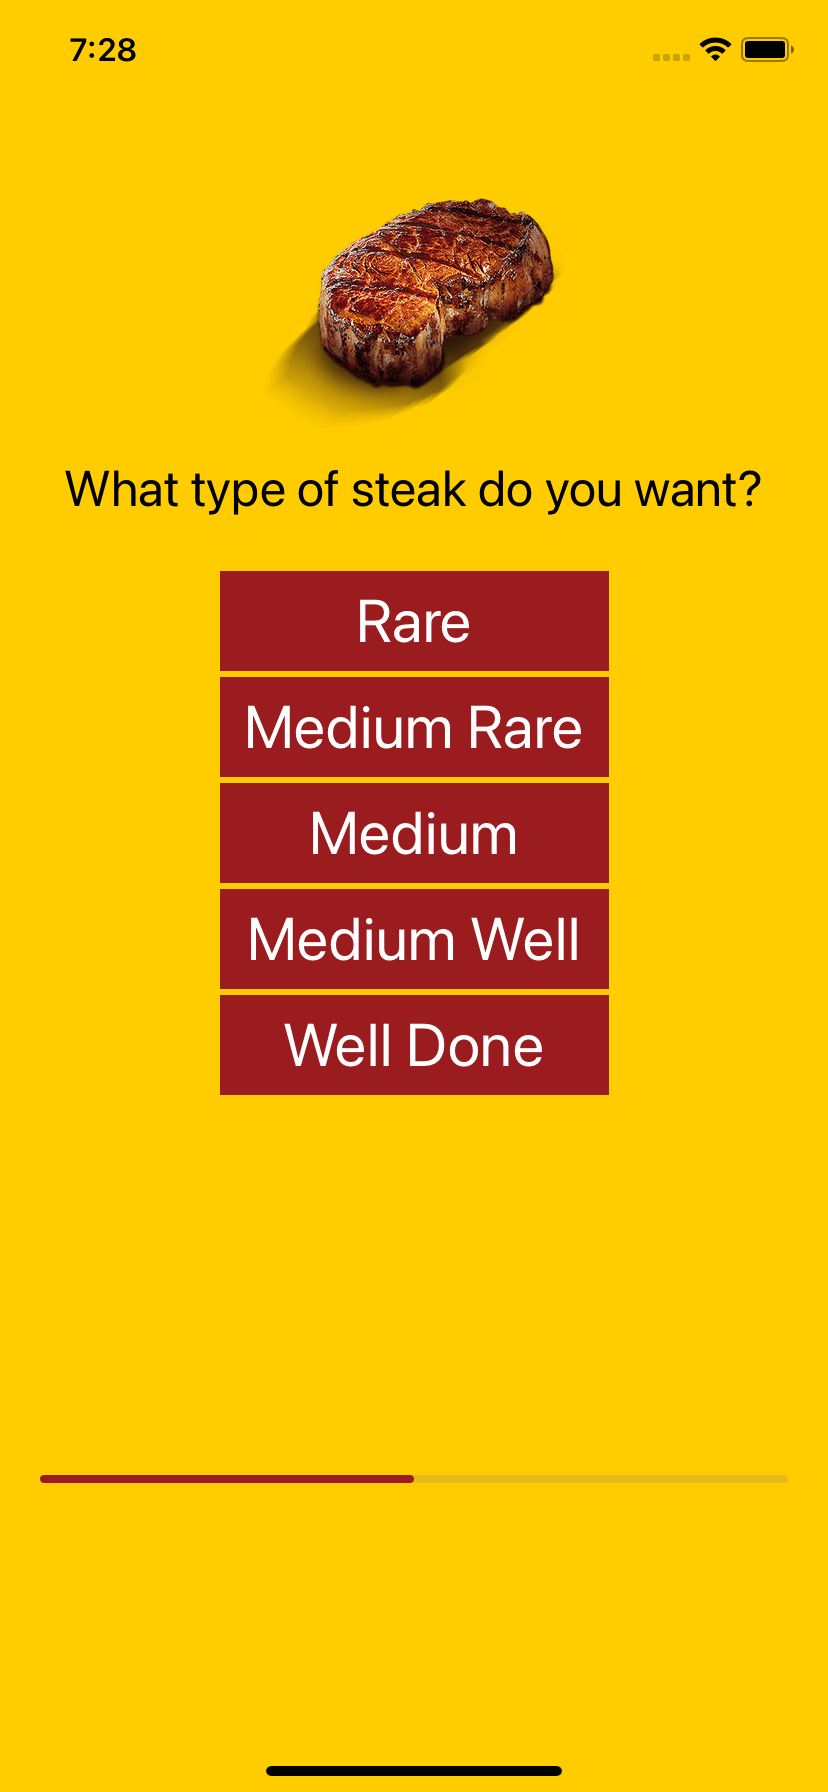 7:28
What type of steak do you want?
Rare
Medium Rare
Medium
Medium Well
Well Done